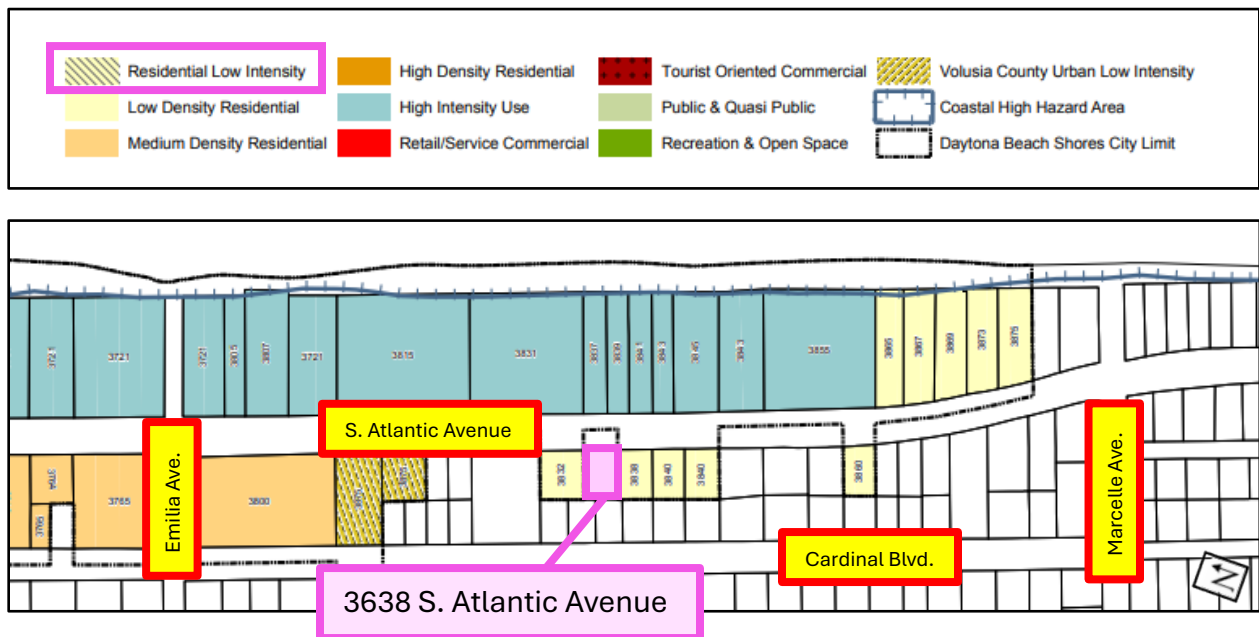 Residential Low Intensity
High Density Residential
Tourist Oriented Commercial
Volusia County Urban Low Intensity
Low Density Residential
High Intensity Use
Public & Quasi Public
Coastal High Hazard Area
Medium Density Residential
Retail/Service Commercial
Recreation & Open Space
Daytona Beach Shores City Limit
3721
3721
3721
3805
3807
3721
3815
3831
3837
3839
3841
3843
3845
3843
3855
3865
3867
3869
3873
3875
S. Atlantic Avenue
Emilia Ave.
Marcelle Ave.
3765
3800
3832
3838
3840
3840
3860
Cardinal Blvd.
3638 S. Atlantic Avenue
N